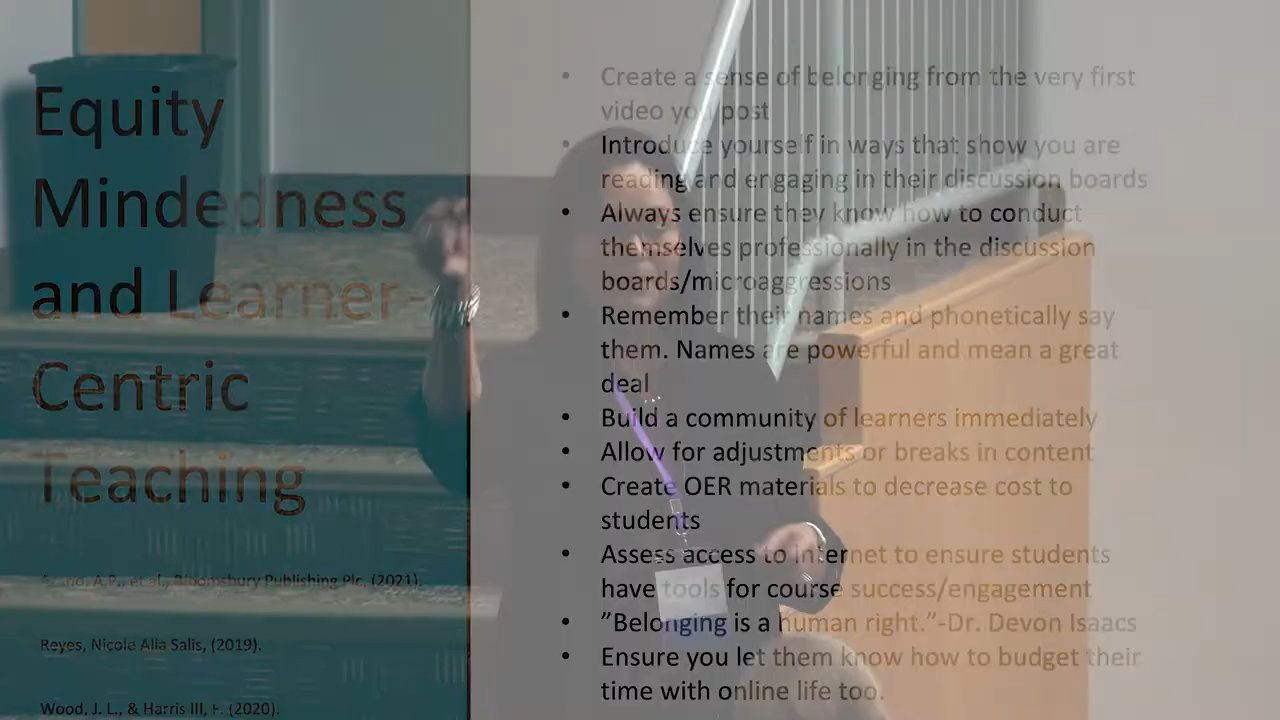 Equity
Mindedness
and Learner-
Centric
Teaching
A.P., et al., Bloomsbury Publishing Plc. (2021).
Reyes, Nicole Alia Salis, (2019).
Wood, J. L., & Harris III, F. (2020).
• Create a sense of belonging from the very first
video you post
• Introduce yourself in ways that show you are
reading and engaging in their discussion boards
• Always ensure they know how to conduct
themselves professionally in the discussion
boards/microaggressions
• Remember their names and phonetically say
them. Names are powerful and mean a great
deal
• Build a community of learners immediately
• Allow for adjustments or breaks in content
• Create OER materials to decrease cost to
students
• Assess access to internet to ensure students
have tools for course success/engagement
• ”Belonging is a human right.”-Dr. Devon Isaacs
• Ensure you let them know how to budget their
time with online life too.